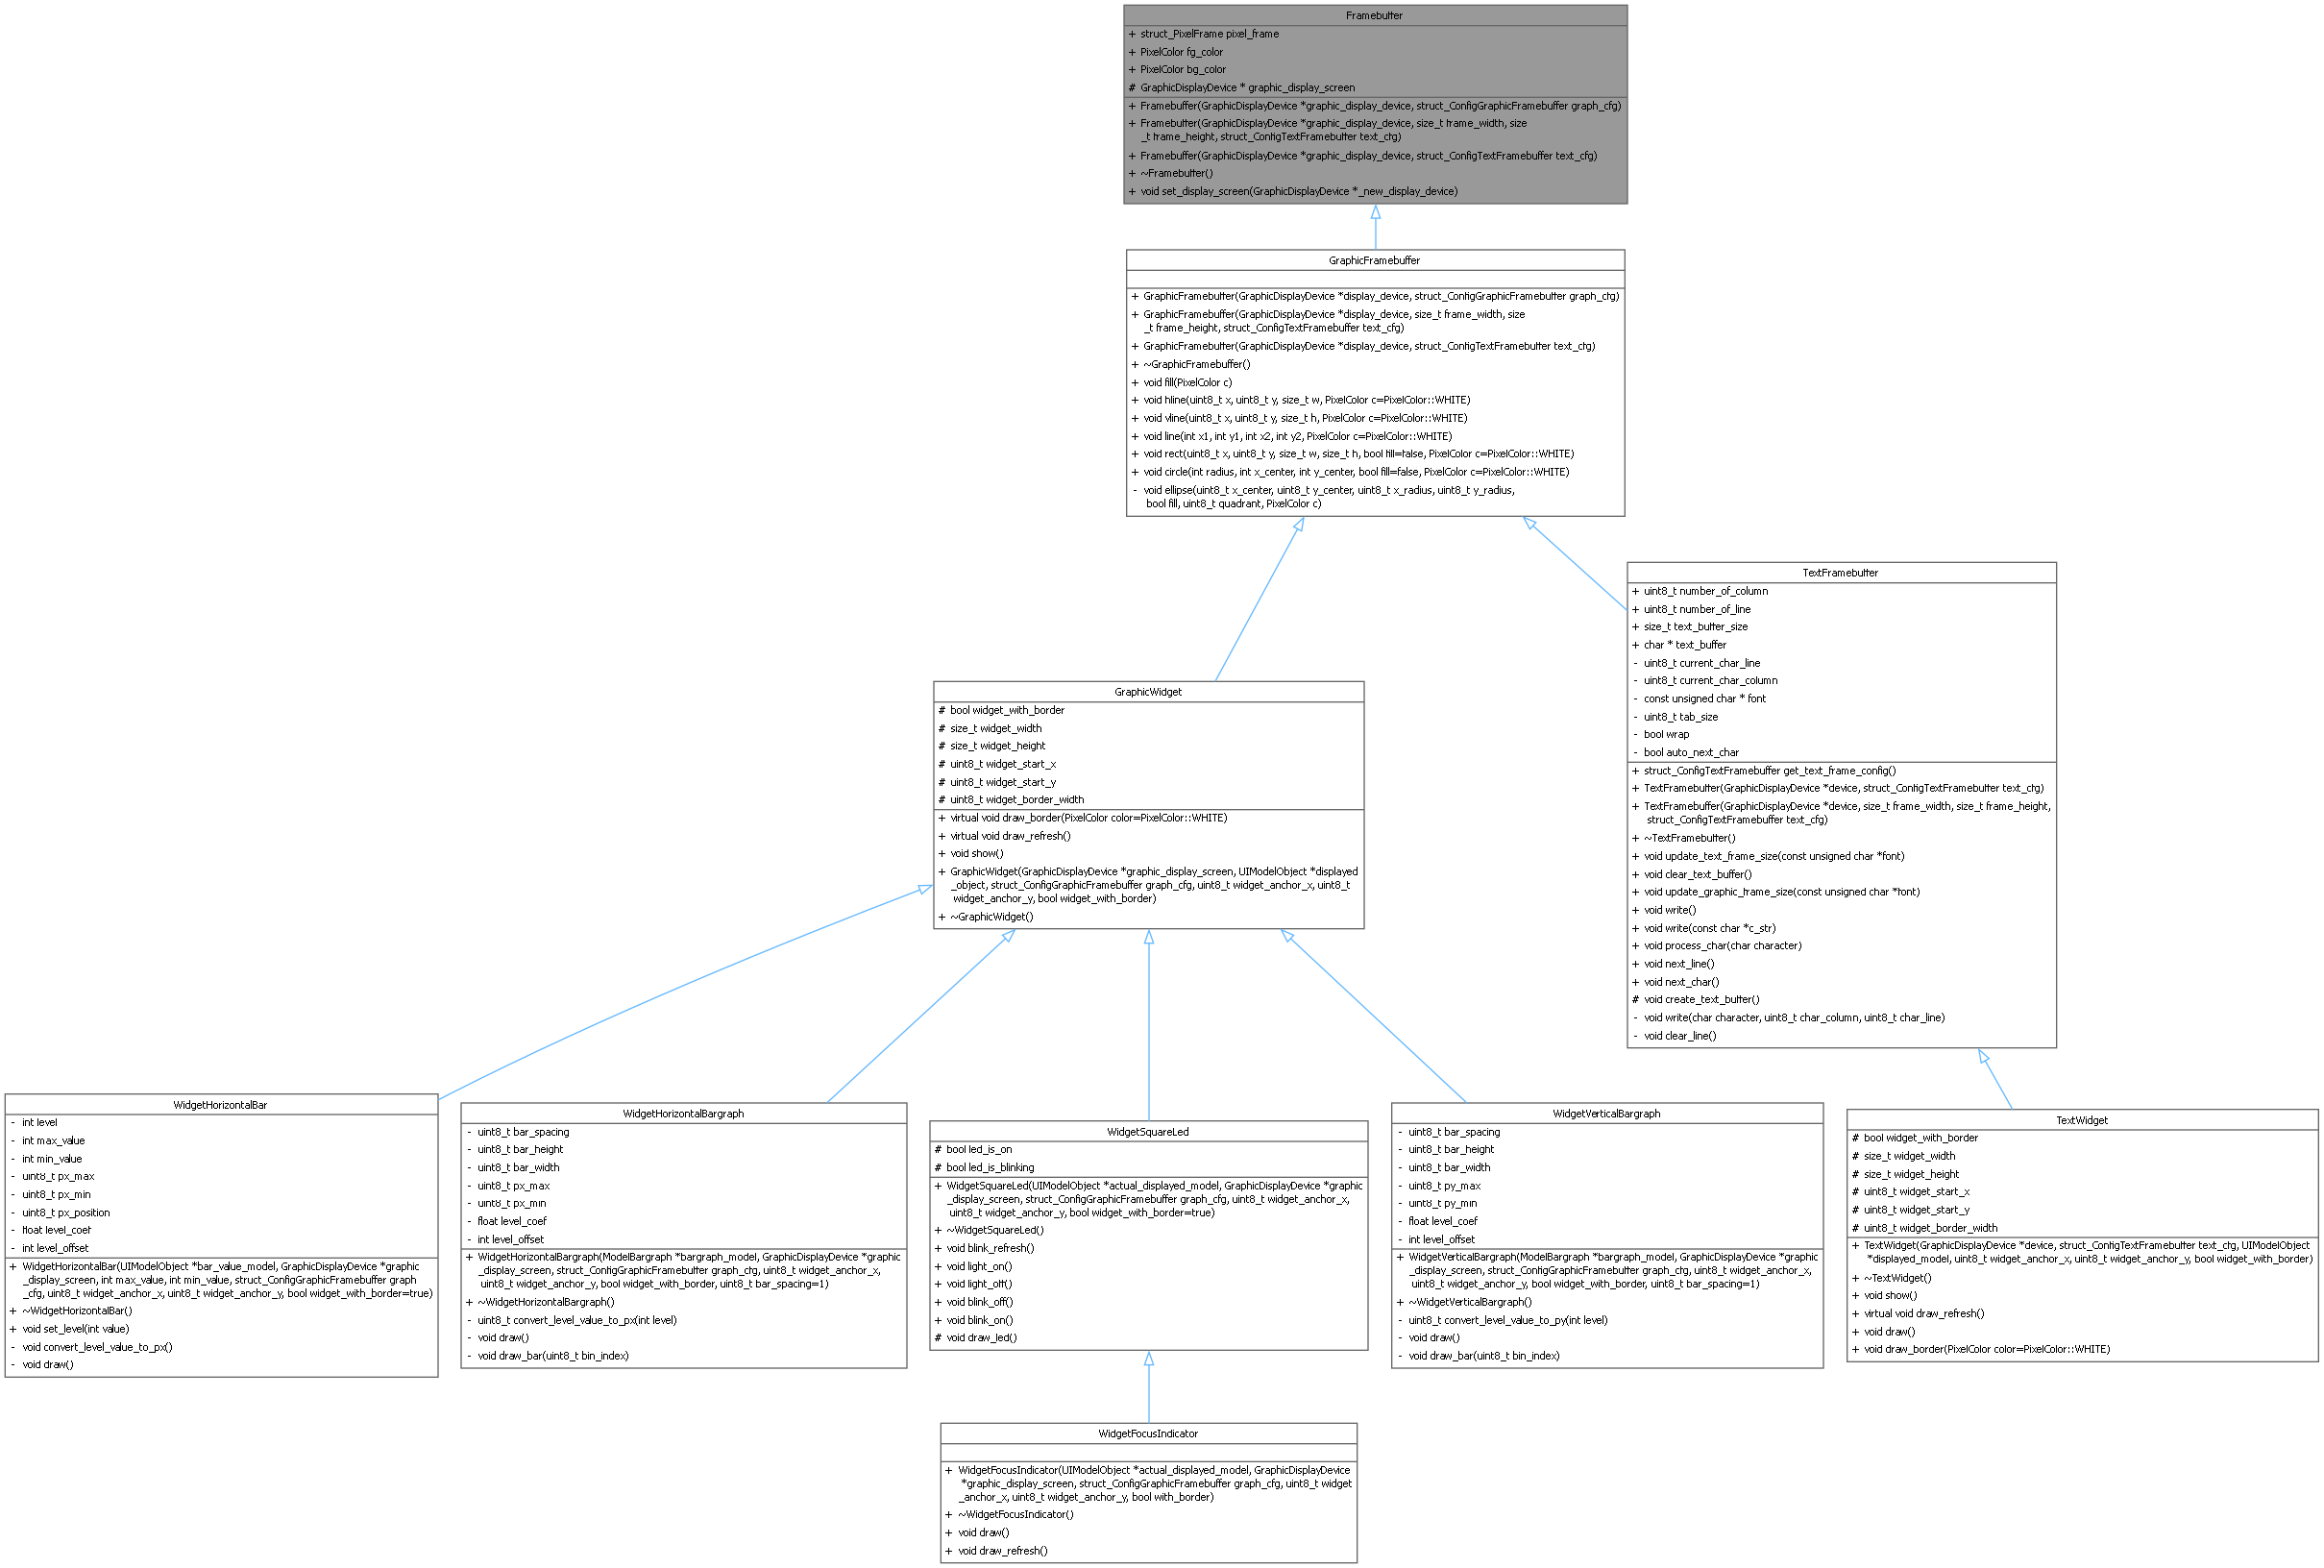 Framebuffer
+ struct_PixelFrame pixel_frame
+ PixelColor fg_color
+ PixelColor bg_color
# GraphicDisplayDevice * graphic_display_screen
+ Framebuffer(GraphicDisplayDevice *graphic_display_device, struct_ConfigGraphicFramebuffer graph_cfg)
+ Framebuffer(GraphicDisplayDevice *graphic_display_device, size_t frame_width, size
_t frame_height, struct_ConfigTextFramebuffer text_cfg)
+ Framebuffer(GraphicDisplayDevice *graphic_display_device, struct_ConfigTextFramebuffer text_cfg)
+ ~Framebuffer()
+ void set_display_screen(GraphicDisplayDevice *_new_display_device)
GraphicFramebuffer
+ GraphicFramebuffer(GraphicDisplayDevice *display_device, struct_ConfigGraphicFramebuffer graph_cfg)
+ GraphicFramebuffer(GraphicDisplayDevice *display_device, size_t frame_width, size
_t frame_height, struct_ConfigTextFramebuffer text_cfg)
+ GraphicFramebuffer(GraphicDisplayDevice *display_device, struct_ConfigTextFramebuffer text_cfg)
+ ~GraphicFramebuffer()
+ void fill(PixelColor c)
+ void hline(uint8_t x, uint8_t y, size_t w, PixelColor c=PixelColor::WHITE)
+ void vline(uint8_t x, uint8_t y, size_t h, PixelColor c=PixelColor::WHITE)
+ void line(int x1, int y1, int x2, int y2, PixelColor c=PixelColor::WHITE)
+ void rect(uint8_t x, uint8_t y, size_t w, size_t h, bool fill=false, PixelColor c=PixelColor::WHITE)
+ void circle(int radius, int x_center, int y_center, bool fill=false, PixelColor c=PixelColor::WHITE)
- void ellipse(uint8_t x_center, uint8_t y_center, uint8_t x_radius, uint8_t y_radius,
bool fill, uint8_t quadrant, PixelColor c)
TextFramebuffer
+ uint8_t number_of_column
+ uint8_t number_of_line
+ size_t text_buffer_size
+ char * text_buffer
- uint8_t current_char_line
- uint8_t current_char_column
- const unsigned char * font
- uint8_t tab_size
- bool wrap
- bool auto_next_char
+ struct_ConfigTextFramebuffer get_text_frame_config()
+ TextFramebuffer(GraphicDisplayDevice *device, struct_ConfigTextFramebuffer text_cfg)
+ TextFramebuffer(GraphicDisplayDevice *device, size_t frame_width, size_t frame_height,
struct_ConfigTextFramebuffer text_cfg)
+ ~TextFramebuffer()
+ void update_text_frame_size(const unsigned char *font)
+ void clear_text_buffer()
+ void update_graphic_frame_size(const unsigned char *font)
+ void write()
+ void write(const char *c_str)
+ void process_char(char character)
+ void next_line()
+ void next_char()
# void create_text_buffer()
- void write(char character, uint8_t char_column, uint8_t char_line)
- void clear_line()
GraphicWidget
# bool widget_with_border
# size_t widget_width
# size_t widget_height
# uint8_t widget_start_x
# uint8_t widget_start_y
# uint8_t widget_border_width
+ virtual void draw_border(PixelColor color=PixelColor::WHITE)
+ virtual void draw_refresh()
+ void show()
+ GraphicWidget(GraphicDisplayDevice *graphic_display_screen, UIModelObject *displayed
_object, struct_ConfigGraphicFramebuffer graph_cfg, uint8_t widget_anchor_x, uint8_t
widget_anchor_y, bool widget_with_border)
+ ~GraphicWidget()
WidgetHorizontalBar
- int level
- int max_value
- int min_value
- uint8_t px_max
- uint8_t px_min
- uint8_t px_position
- float level_coef
- int level_offset
+ WidgetHorizontalBar(UIModelObject *bar_value_model, GraphicDisplayDevice *graphic
_display_screen, int max_value, int min_value, struct_ConfigGraphicFramebuffer graph
_cfg, uint8_t widget_anchor_x, uint8_t widget_anchor_y, bool widget_with_border=true)
+ ~WidgetHorizontalBar()
+ void set_level(int value)
- void convert_level_value_to_px()
- void draw()
WidgetHorizontalBargraph
- uint8_t bar_spacing
- uint8_t bar_height
- uint8_t bar_width
- uint8_t px_max
- uint8_t px_min
- float level_coef
- int level_offset
+ WidgetHorizontalBargraph(ModelBargraph *bargraph_model, GraphicDisplayDevice *graphic
_display_screen, struct_ConfigGraphicFramebuffer graph_cfg, uint8_t widget_anchor_x,
uint8_t widget_anchor_y, bool widget_with_border, uint8_t bar_spacing=1)
+ ~WidgetHorizontalBargraph()
- uint8_t convert_level_value_to_px(int level)
- void draw()
- void draw_bar(uint8_t bin_index)
WidgetSquareLed
# bool led_is_on
# bool led_is_blinking
+ WidgetSquareLed(UIModelObject *actual_displayed_model, GraphicDisplayDevice *graphic
_display_screen, struct_ConfigGraphicFramebuffer graph_cfg, uint8_t widget_anchor_x,
uint8_t widget_anchor_y, bool widget_with_border=true)
+ ~WidgetSquareLed()
+ void blink_refresh()
+ void light_on()
+ void light_off()
+ void blink_off()
+ void blink_on()
# void draw_led()
WidgetVerticalBargraph
- uint8_t bar_spacing
- uint8_t bar_height
- uint8_t bar_width
- uint8_t py_max
- uint8_t py_min
- float level_coef
- int level_offset
+ WidgetVerticalBargraph(ModelBargraph *bargraph_model, GraphicDisplayDevice *graphic
_display_screen, struct_ConfigGraphicFramebuffer graph_cfg, uint8_t widget_anchor_x,
uint8_t widget_anchor_y, bool widget_with_border, uint8_t bar_spacing=1)
+ ~WidgetVerticalBargraph()
- uint8_t convert_level_value_to_py(int level)
- void draw()
- void draw_bar(uint8_t bin_index)
TextWidget
# bool widget_with_border
# size_t widget_width
# size_t widget_height
# uint8_t widget_start_x
# uint8_t widget_start_y
# uint8_t widget_border_width
+ TextWidget(GraphicDisplayDevice *device, struct_ConfigTextFramebuffer text_cfg, UIModelObject
*displayed_model, uint8_t widget_anchor_x, uint8_t widget_anchor_y, bool widget_with_border)
+ ~TextWidget()
+ void show()
+ virtual void draw_refresh()
+ void draw()
+ void draw_border(PixelColor color=PixelColor::WHITE)
WidgetFocusIndicator
+ WidgetFocusIndicator(UIModelObject *actual_displayed_model, GraphicDisplayDevice
*graphic_display_screen, struct_ConfigGraphicFramebuffer graph_cfg, uint8_t widget
_anchor_x, uint8_t widget_anchor_y, bool with_border)
+ ~WidgetFocusIndicator()
+ void draw()
+ void draw_refresh()